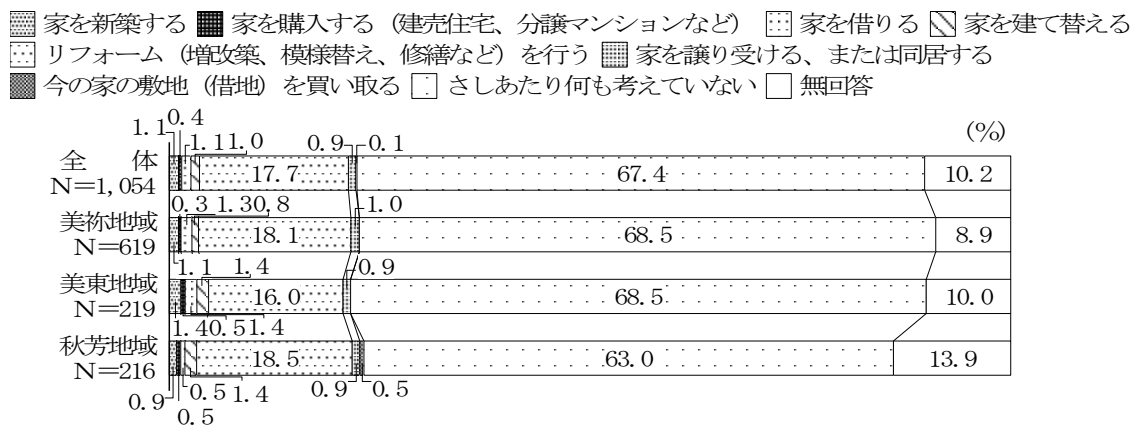 家を新築する 家を購入する（建売住宅、分譲マンションなど） 家を借りる 家を建て替える
リフォーム（増改築、模様替え、修繕など）を行う 家を譲り受ける、または同居する
今の家の敷地（借地）を買い取る さしあたり何も考えていない 無回答
(%)
1.1 0.4 1.1 1.0 0.9 0.1
全 体
N=1,054
17.7 67.4 10.2
0.3 1.3 0.8 1.0
美祢地域
N=619
18.1 68.5 8.9
1.1 1.4 0.9
美東地域
N=219
16.0 68.5 10.0
1.4 0.5 1.4
秋芳地域
N=216
18.5 63.0 13.9
0.9 0.5 0.5 1.4 0.9 0.5